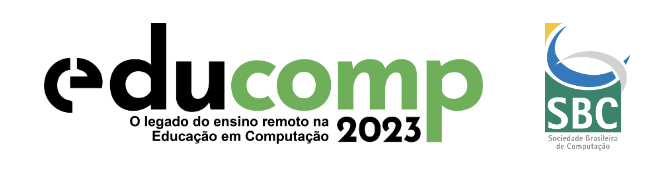 educomp
O legado do ensino remoto na
Educação em Computação
2023
SBC
Sociedade Brasileira
de Computação